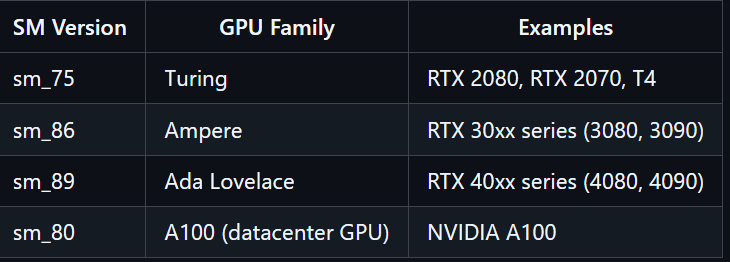 SM Version GPU Family Examples
sm_75 Turing RTX 2080, RTX 2070, T4
sm_86 Ampere RTX 30xx series (3080, 3090)
sm_89 Ada Lovelace RTX 40xx series (4080, 4090)
sm_80 A100 (datacenter GPU) NVIDIA A100